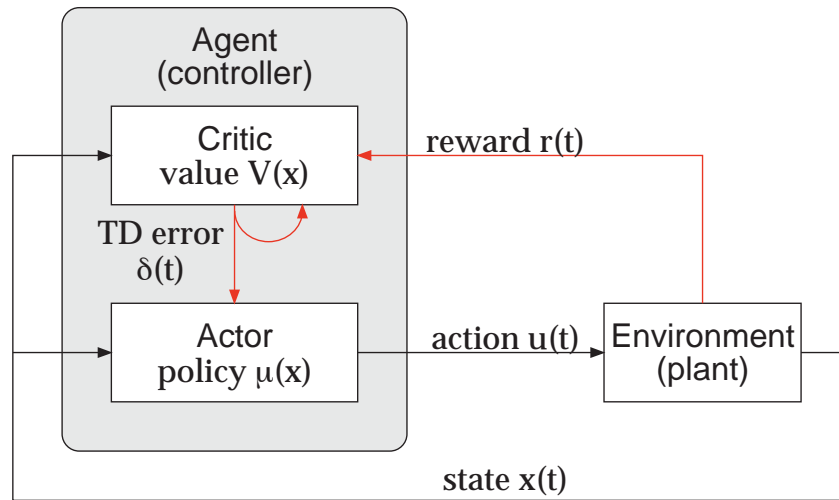 Agent
(controller)
Critic
value V(x)
reward r(t)
TD error
δ(t)
Actor
policy μ(x)
action u(t)
Environment
(plant)
state x(t)